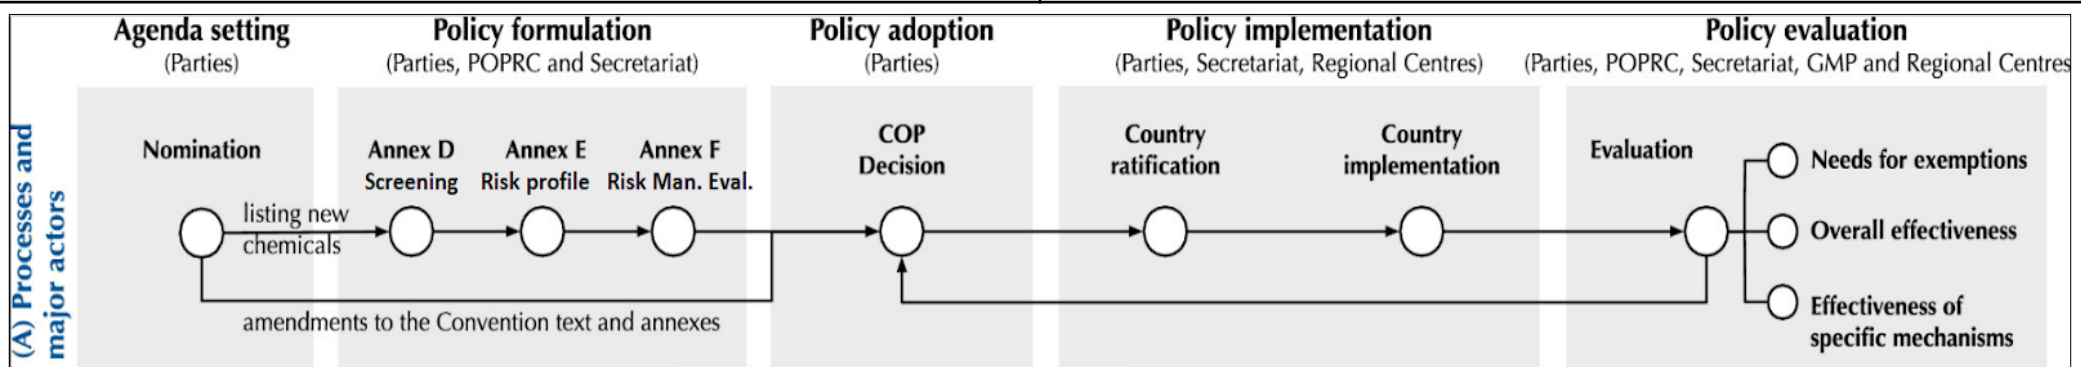 Agenda setting
(Parties)
Policy formulation
(Parties, POPRC and Secretariat)
Policy adoption
(Parties)
Policy implementation
(Parties, Secretariat, Regional Centres)
Policy evaluation
(Parties, POPRC, Secretariat, GMP and Regional Centres
(A) Processes and
major actors
Nomination
Annex D
Screening
Annex E
Risk profile
Annex F
Risk Man. Eval.
COP
Decision
Country
ratification
Country
implementation
Evaluation
Needs for exemptions
Overall effectiveness
Effectiveness of
specific mechanisms
listing new
chemicals
amendments to the Convention text and annexes